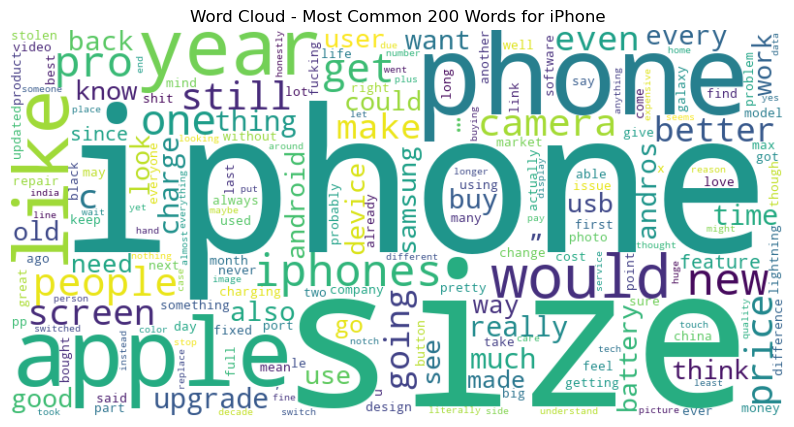 Word Cloud - Most Common 200 Words for iPhone
stolen
video
product
best
updated
someone
back
pro
know
mind
shit
place
end
year
still
one
thing
since
like
look
everyone
may
repair
india
line
wait
black
keep
yet
c
charge
always
used
almost
everything
looking
honestly
fucking
lot
life
user
get
could
right
let
due
number
plus
went
want
make
without
around
last
put
maybe
hand
android
probably
device
already
samsung
iphone
phone
even
every
work
long
another
well
software
link
say
buying
camera
market
come
give
anything
galaxy
home
expensive
seems
find
problem
yes
data
model
better
max
got
x
though
reason
love
might
actually
display
able
issue
using
longer
buy
many
usb
first
photo
pay
andros
time
thought
old
ago
great
need
next
nothing
case
month
never
image
people
pp
person
something
charging
iphones
two
company
different
pretty
would
change
cost
service
point
huge
new
feature
lightning
difference
screen
switched
bought
color
day
fixed
also
port
notch
go
button
going
see
way
really
take
care
tech
feel
battery
sure
china
touch
quality
price
think
least
apple
size
instead
stop
replace
full
mean
le
use
u
much
made
big
getting
good
said
part
took
upgrade
decade
fine
switch
design
literally
side
understand
picture
ever
money